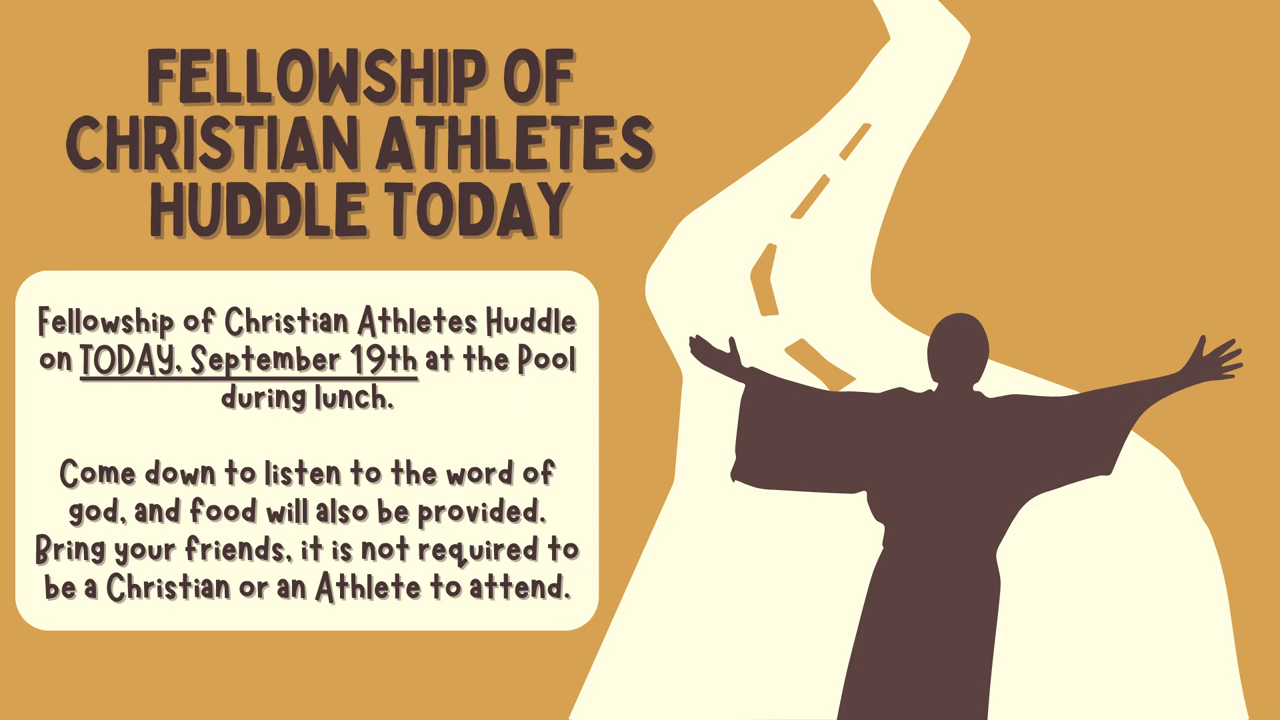 FELLOWSHIP OF
CHRISTIAN ATHLETES
HUDDLE TODAY
Fellowship of Christian Athletes Huddle
on TODAY, September 19th at the Pool
during lunch.
Come down to listen to the word of
god, and food will also be provided.
Bring your friends, it is not required to
be a Christian or an Athlete to attend.